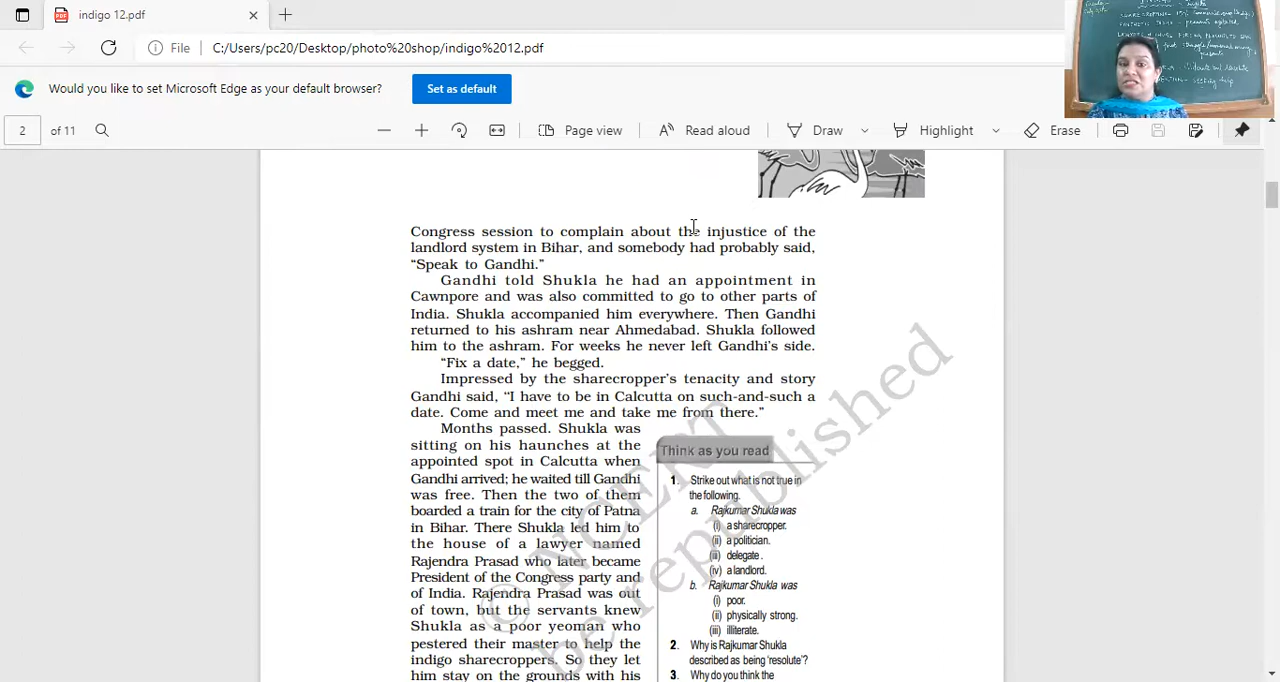 indigo 12.pdf
File
C:/Users/pc20/Desktop/photo%20shop/indigo%2012.pdf
Would you like to set Microsoft Edge as your default browser?
Set as default
2
of 11
Page view
Read aloud
Draw
Highlight
Erase
Congress session to complain about the injustice of the
landlord system in Bihar, and somebody had probably said,
“Speak to Gandhi.”
Gandhi told Shukla he had an appointment in
Cawnpore and was also committed to go to other parts of
India. Shukla accompanied him everywhere. Then Gandhi
returned to his ashram near Ahmedabad. Shukla followed
him to the ashram. For weeks he never left Gandhi’s side.
“Fix a date,” he begged.
Impressed by the sharecropper’s tenacity and story
Gandhi said, “I have to be in Calcutta on such-and-such a
date. Come and meet me and take me from there.”
Months passed. Shukla was
sitting on his haunches at the
appointed spot in Calcutta when
Gandhi arrived; he waited till Gandhi
was free. Then the two of them
boarded a train for the city of Patna
in Bihar. There Shukla led him to
the house of a lawyer named
Rajendra Prasad who later became
President of the Congress party and
of India. Rajendra Prasad was out
of town, but the servants knew
Shukla as a poor yeoman who
pestered their master to help the
indigo sharecroppers. So they let
him stay on the grounds with his
Think as you read
1. Strike out what is not true in
the following.
a. Rajkumar Shukla was
(i) a sharecropper.
(ii) a politician.
(iii) delegate.
(iv) a landlord.
b. Rajkumar Shukla was
(i) poor.
(ii) physically strong.
(iii) illiterate.
2. Why is Rajkumar Shukla
described as being ‘resolute’?
3. Why do you think the
© NCERT
be republished